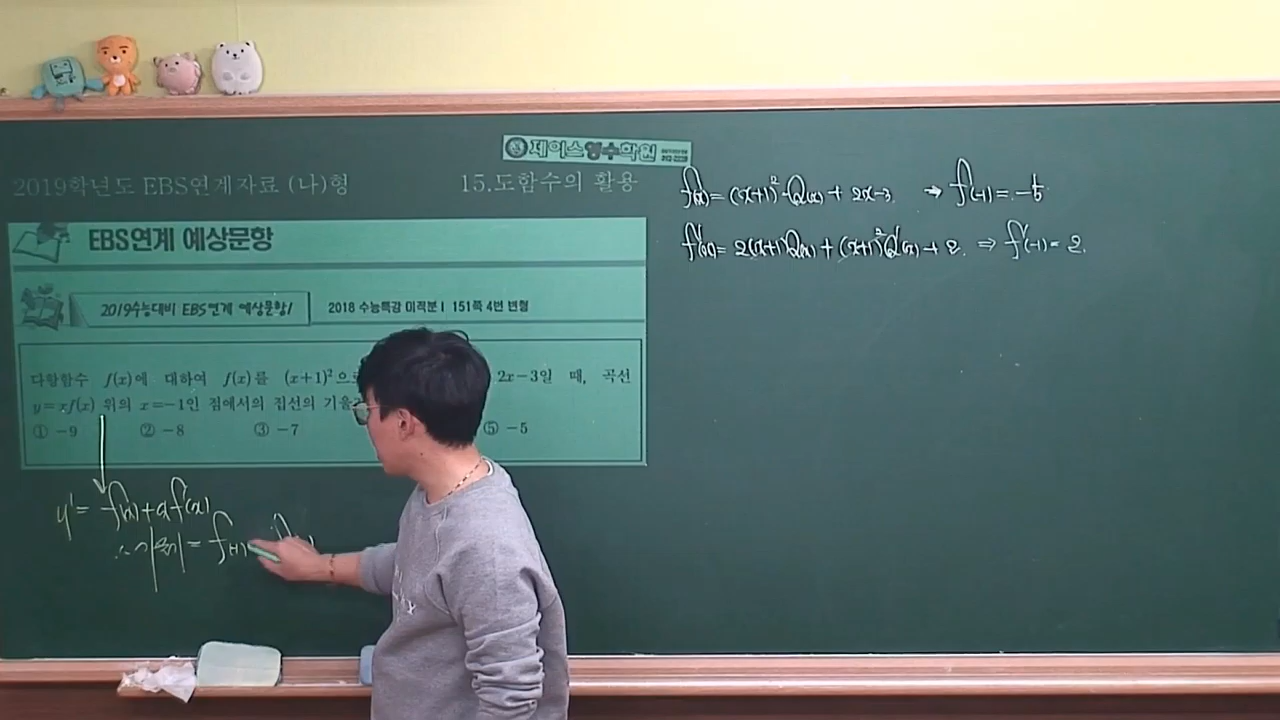 제이스영수학원
2019학년도 EBS연계자료 (나)형
15.도함수의 활용
EBS연계 예상문항
2019수능대비 EBS연계 예상문항1
2018 수능특강 미적분Ⅰ 151쪽 4번 변형
다항함수 f(x)에 대하여 f(x)를 (x+1)²으로 2x-3일 때, 곡선
y=xf(x) 위의 x=-1인 점에서의 접선의 기울기
① -9 ② -8 ③ -7 ⑤ -5
f(x)= (x+1)²·Q(x) + 2x-3. → f(-1) = -5
f'(x)= 2(x+1)Q(x) + (x+1)²Q'(x) + 2. ⇒ f'(-1) = 2.
y' = f(x)+xf'(x)
∴ 기울기 = f(-1)